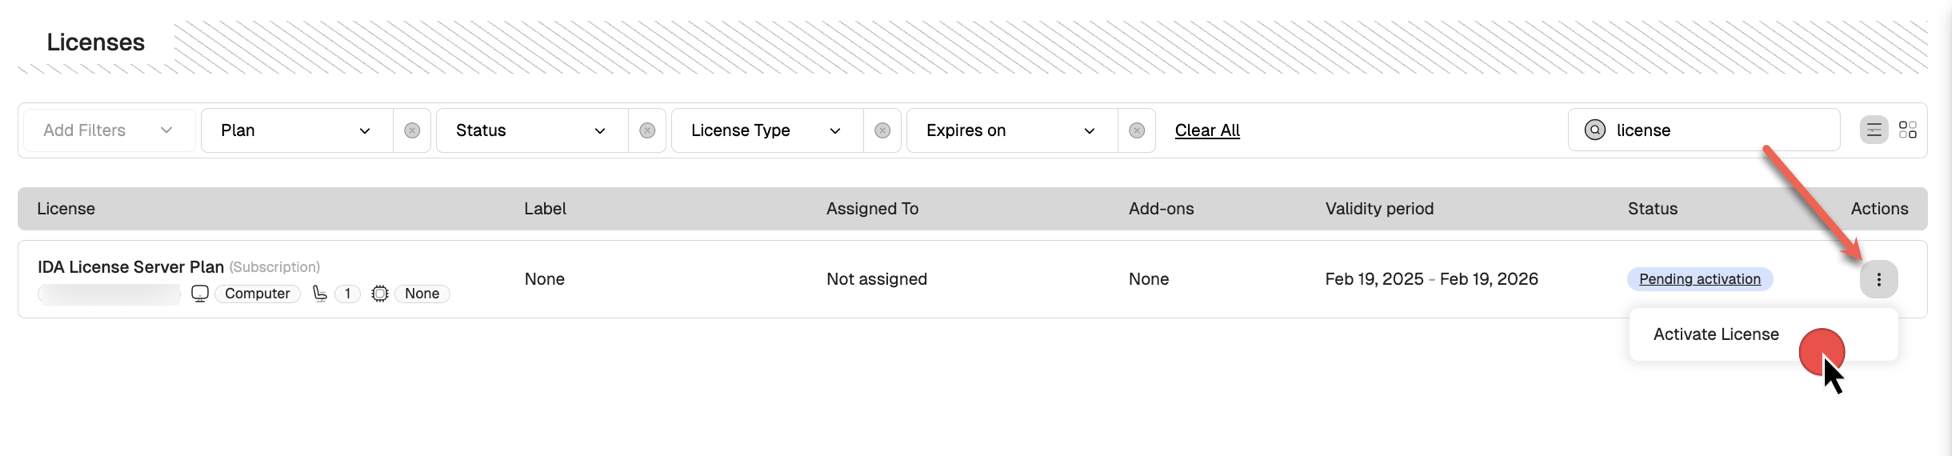 Licenses
Add Filters Plan Status License Type Expires on Clear All license
License Label Assigned To Add-ons Validity period Status Actions
IDA License Server Plan (Subscription)
None Not assigned None Feb 19, 2025 - Feb 19, 2026 Pending activation
Computer 1 None
Activate License